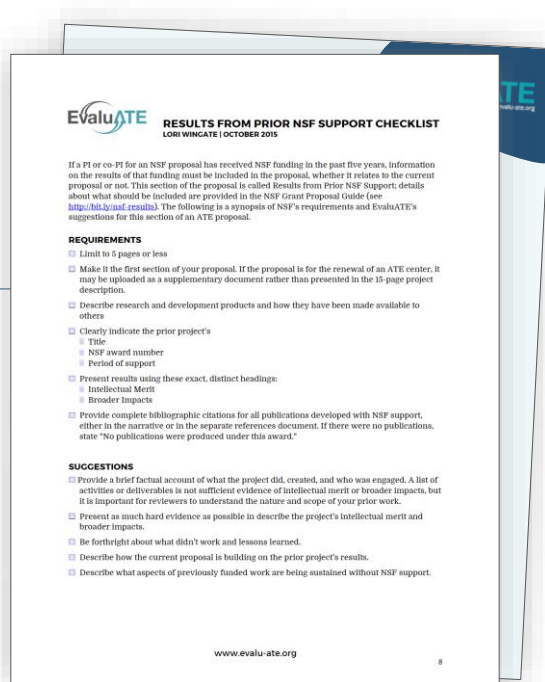 TE
evalu-ate.org
EvaluATE
RESULTS FROM PRIOR NSF SUPPORT CHECKLIST
LORI WINGATE | OCTOBER 2015
If a PI or co-PI for an NSF proposal has received NSF funding in the past five years, information
on the results of that funding must be included in the proposal, whether it relates to the current
proposal or not. This section of the proposal is called Results from Prior NSF Support; details
about what should be included are provided in the NSF Grant Proposal Guide (see
http://bit.ly/nsf-results). The following is a synopsis of NSF's requirements and EvaluATE's
suggestions for this section of an ATE proposal.
REQUIREMENTS
Limit to 5 pages or less
Make it the first section of your proposal. If the proposal is for the renewal of an ATE center, it
may be uploaded as a supplementary document rather than presented in the 15-page project
description.
Describe research and development products and how they have been made available to
others
Clearly indicate the prior project's
Title
NSF award number
Period of support
Present results using these exact, distinct headings:
Intellectual Merit
Broader Impacts
Provide complete bibliographic citations for all publications developed with NSF support,
either in the narrative or in the separate references document. If there were no publications,
state "No publications were produced under this award."
SUGGESTIONS
Provide a brief factual account of what the project did, created, and who was engaged. A list of
activities or deliverables is not sufficient evidence of intellectual merit or broader impacts, but
it is important for reviewers to understand the nature and scope of your prior work.
Present as much hard evidence as possible in describe the project's intellectual merit and
broader impacts.
Be forthright about what didn't work and lessons learned.
Describe how the current proposal is building on the prior project's results.
Describe what aspects of previously funded work are being sustained without NSF support.
www.evalu-ate.org
8